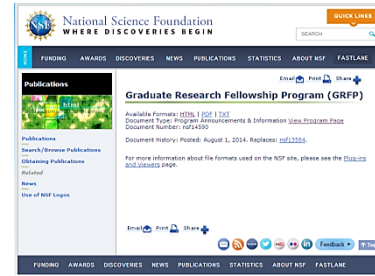 National Science Foundation
WHERE DISCOVERIES BEGIN
QUICK LINKS
SEARCH
HOME
FUNDING AWARDS DISCOVERIES NEWS PUBLICATIONS STATISTICS ABOUT NSF FASTLANE
Email Print Share
Publications
html
Publications
Search/Browse Publications
Obtaining Publications
Related
News
Use of NSF Logos
Graduate Research Fellowship Program (GRFP)
Available Formats: HTML | PDF | TXT
Document Type: Program Announcements & Information View Program Page
Document Number: nsf14590
Document History: Posted: August 1, 2014. Replaces: nsf13584.
For more information about file formats used on the NSF site, please see the Plug-ins
and Viewers page.
Email Print Share
Feedback Top
FUNDING AWARDS DISCOVERIES NEWS PUBLICATIONS STATISTICS ABOUT NSF FASTLANE